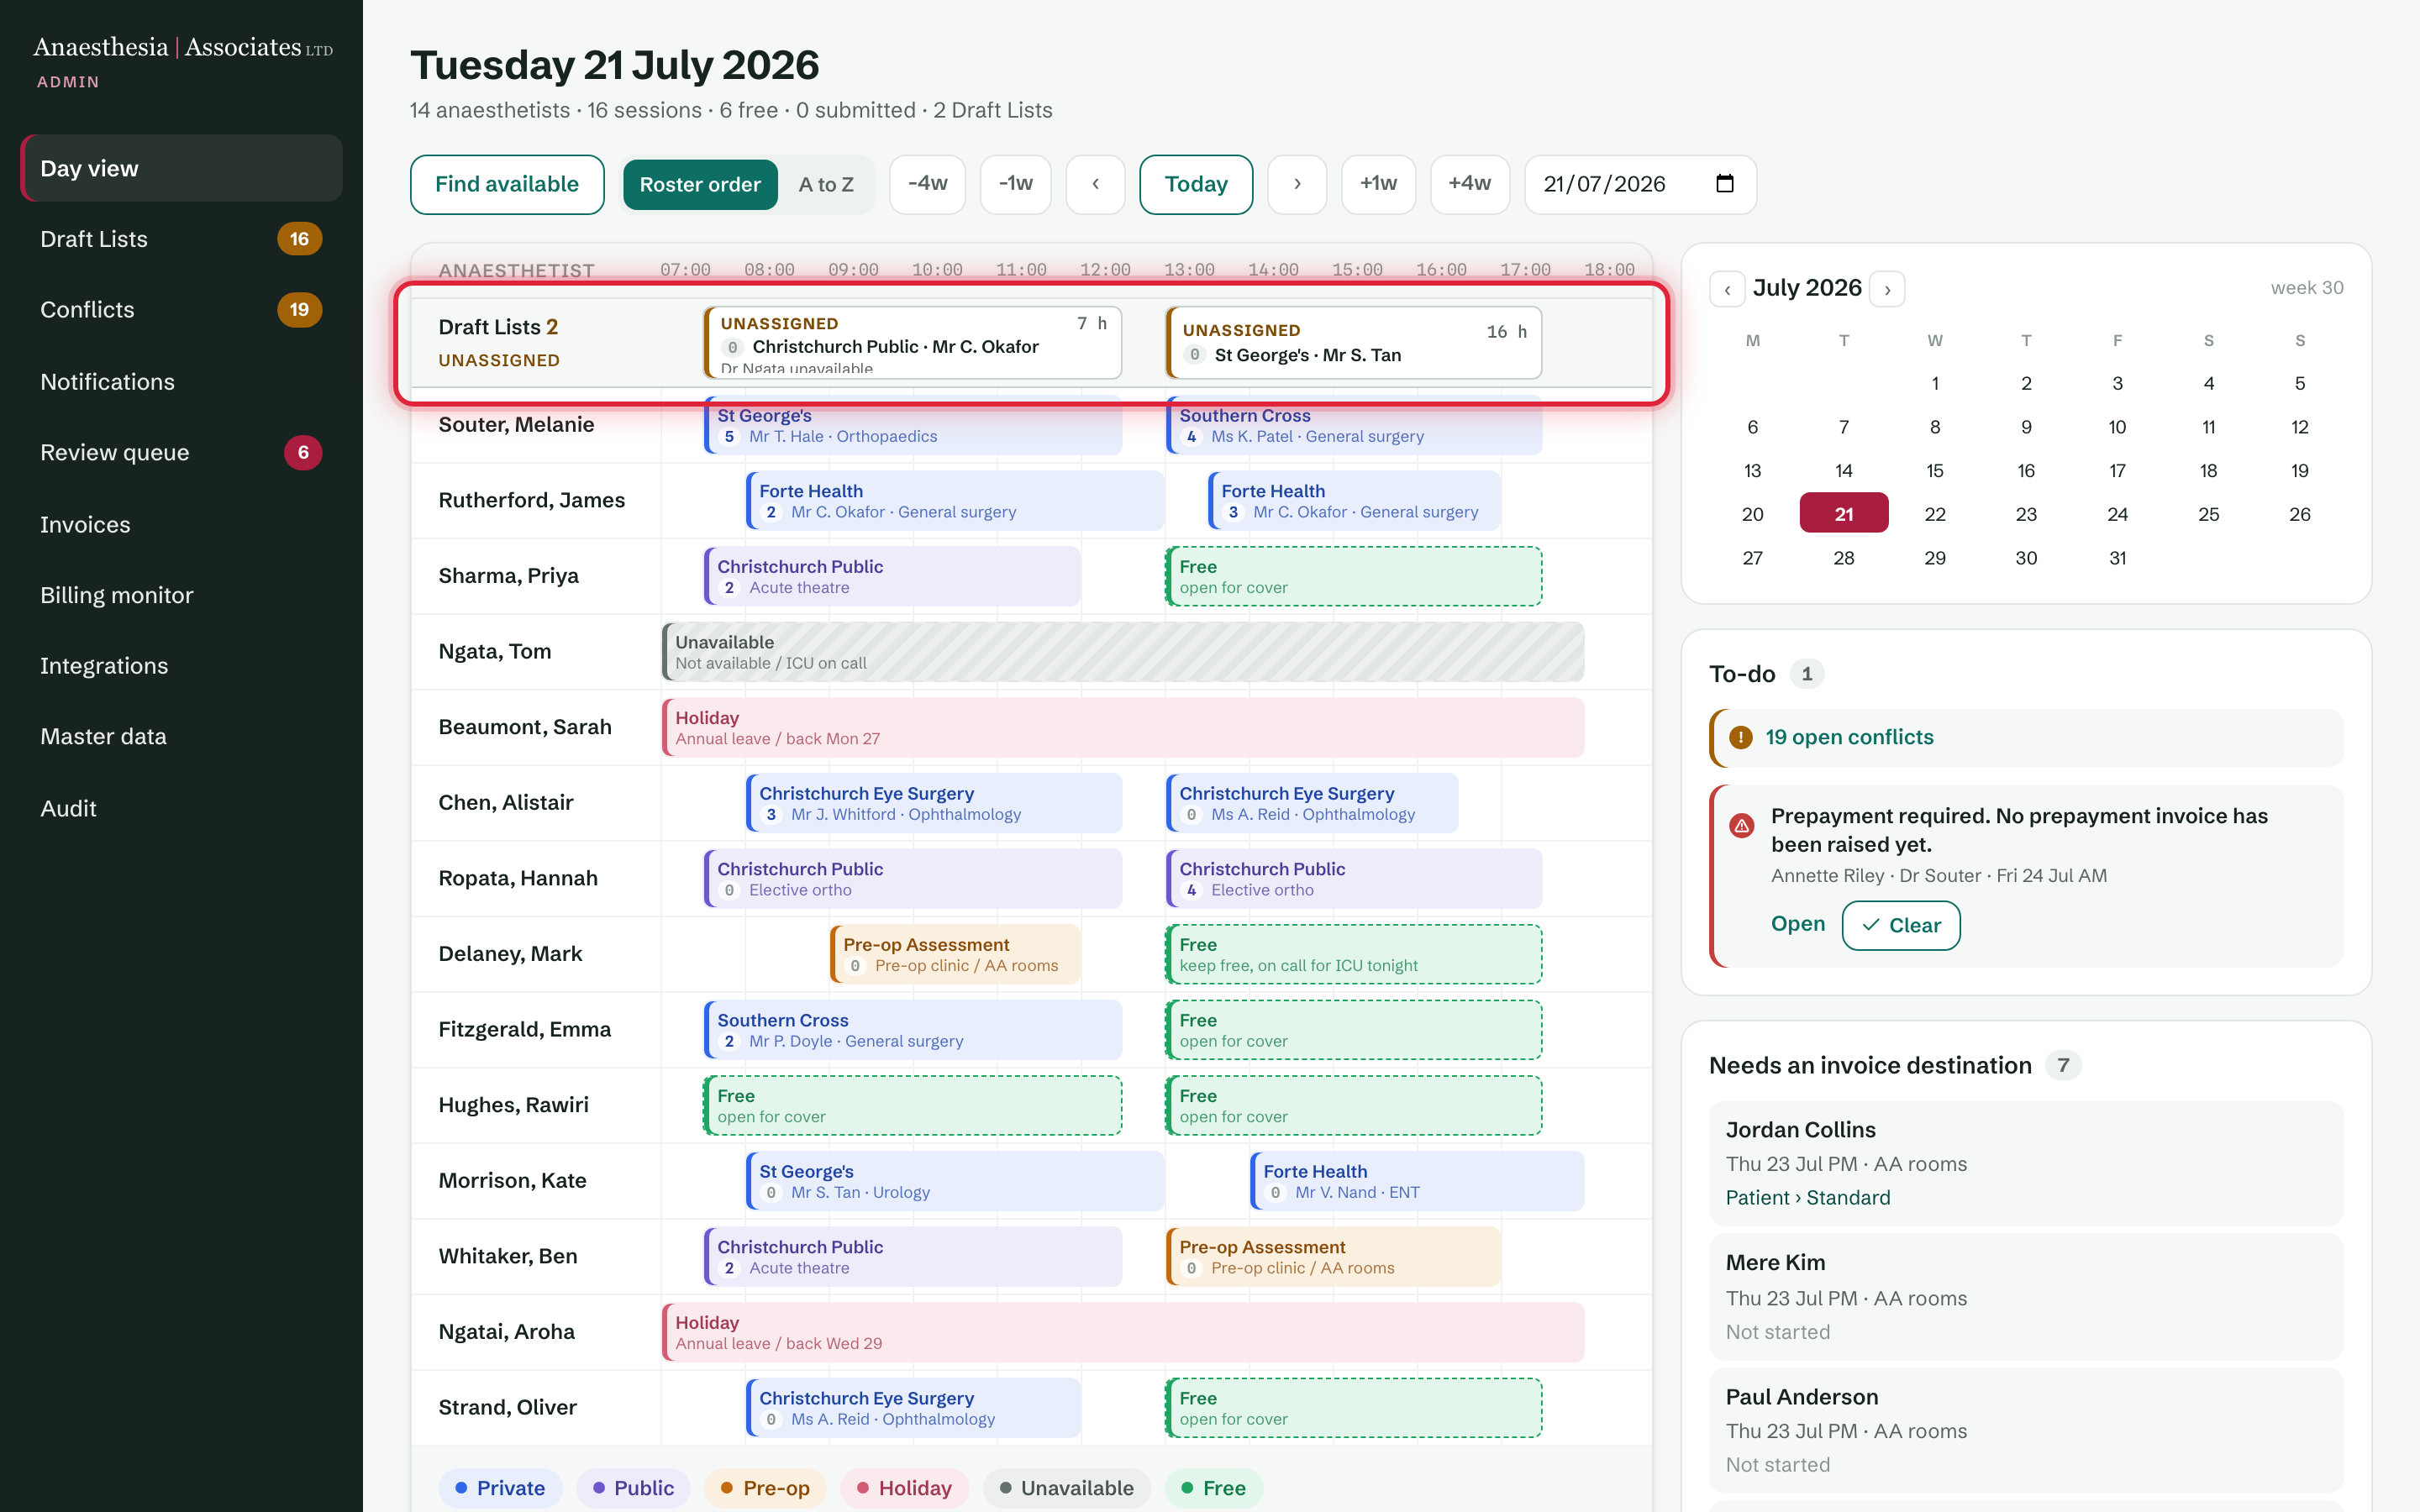 Anaesthesia | Associates LTD
ADMIN
Day view
Draft Lists 16
Conflicts 19
Notifications
Review queue 6
Invoices
Billing monitor
Integrations
Master data
Audit
Tuesday 21 July 2026
14 anaesthetists · 16 sessions · 6 free · 0 submitted · 2 Draft Lists
Find available Roster order A to Z -4w -1w ‹ Today › +1w +4w 21/07/2026
ANAESTHETIST 07:00 08:00 09:00 10:00 11:00 12:00 13:00 14:00 15:00 16:00 17:00 18:00
Draft Lists 2
UNASSIGNED
UNASSIGNED 7 h
0 Christchurch Public · Mr C. Okafor
Dr Ngata unavailable
UNASSIGNED 16 h
0 St George's · Mr S. Tan
Souter, Melanie
St George's
5 Mr T. Hale · Orthopaedics
Southern Cross
4 Ms K. Patel · General surgery
Rutherford, James
Forte Health
2 Mr C. Okafor · General surgery
Forte Health
3 Mr C. Okafor · General surgery
Sharma, Priya
Christchurch Public
2 Acute theatre
Free
open for cover
Ngata, Tom
Unavailable
Not available / ICU on call
Beaumont, Sarah
Holiday
Annual leave / back Mon 27
Chen, Alistair
Christchurch Eye Surgery
3 Mr J. Whitford · Ophthalmology
Christchurch Eye Surgery
0 Ms A. Reid · Ophthalmology
Ropata, Hannah
Christchurch Public
0 Elective ortho
Christchurch Public
4 Elective ortho
Delaney, Mark
Pre-op Assessment
0 Pre-op clinic / AA rooms
Free
keep free, on call for ICU tonight
Fitzgerald, Emma
Southern Cross
2 Mr P. Doyle · General surgery
Free
open for cover
Hughes, Rawiri
Free
open for cover
Free
open for cover
Morrison, Kate
St George's
0 Mr S. Tan · Urology
Forte Health
0 Mr V. Nand · ENT
Whitaker, Ben
Christchurch Public
2 Acute theatre
Pre-op Assessment
0 Pre-op clinic / AA rooms
Ngatai, Aroha
Holiday
Annual leave / back Wed 29
Strand, Oliver
Christchurch Eye Surgery
0 Ms A. Reid · Ophthalmology
Free
open for cover
Private Public Pre-op Holiday Unavailable Free
‹ July 2026 › week 30
M T W T F S S
1 2 3 4 5
6 7 8 9 10 11 12
13 14 15 16 17 18 19
20 21 22 23 24 25 26
27 28 29 30 31
To-do 1
19 open conflicts
Prepayment required. No prepayment invoice has
been raised yet.
Annette Riley · Dr Souter · Fri 24 Jul AM
Open Clear
Needs an invoice destination 7
Jordan Collins
Thu 23 Jul PM · AA rooms
Patient › Standard
Mere Kim
Thu 23 Jul PM · AA rooms
Not started
Paul Anderson
Thu 23 Jul PM · AA rooms
Not started